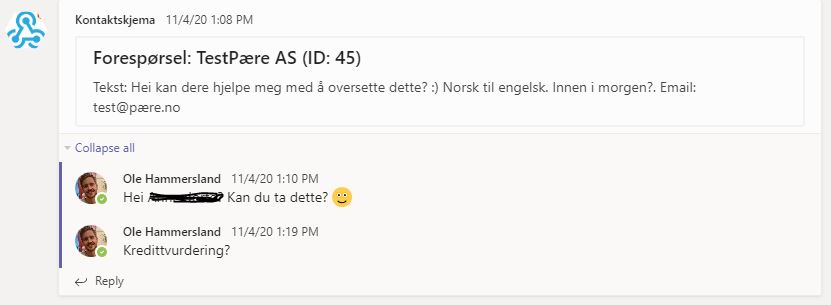 Kontaktskjema 11/4/20 1:08 PM
Forespørsel: TestPære AS (ID: 45)
Tekst: Hei kan dere hjelpe meg med å oversette dette? :) Norsk til engelsk. Innen i morgen?. Email:
test@pære.no
Collapse all
Ole Hammersland 11/4/20 1:10 PM
Hei ? Kan du ta dette? 🙂
Ole Hammersland 11/4/20 1:19 PM
Kredittvurdering?
Reply